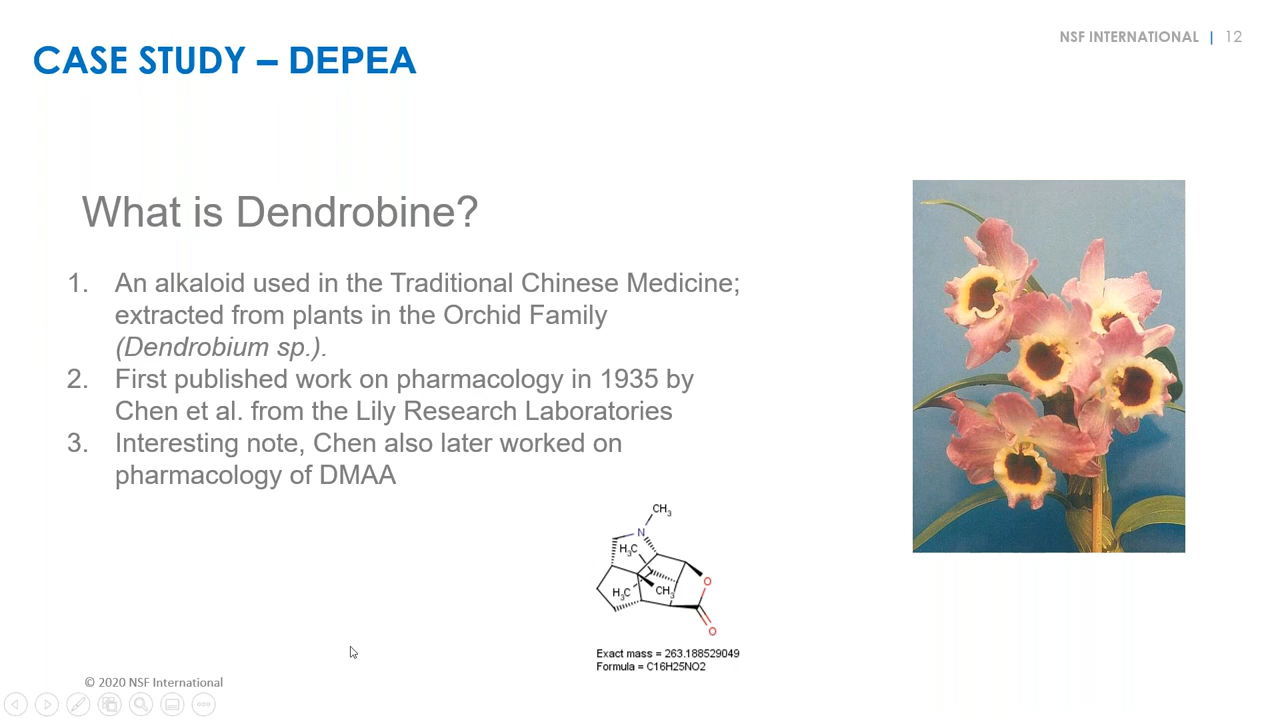 NSF INTERNATIONAL | 12
CASE STUDY – DEPEA
What is Dendrobine?
1. An alkaloid used in the Traditional Chinese Medicine;
extracted from plants in the Orchid Family
(Dendrobium sp.).
2. First published work on pharmacology in 1935 by
Chen et al. from the Lily Research Laboratories
3. Interesting note, Chen also later worked on
pharmacology of DMAA
CH3
N
H3C
H3C
CH3
O
O
Exact mass = 263.188529049
Formula = C16H25NO2
© 2020 NSF International